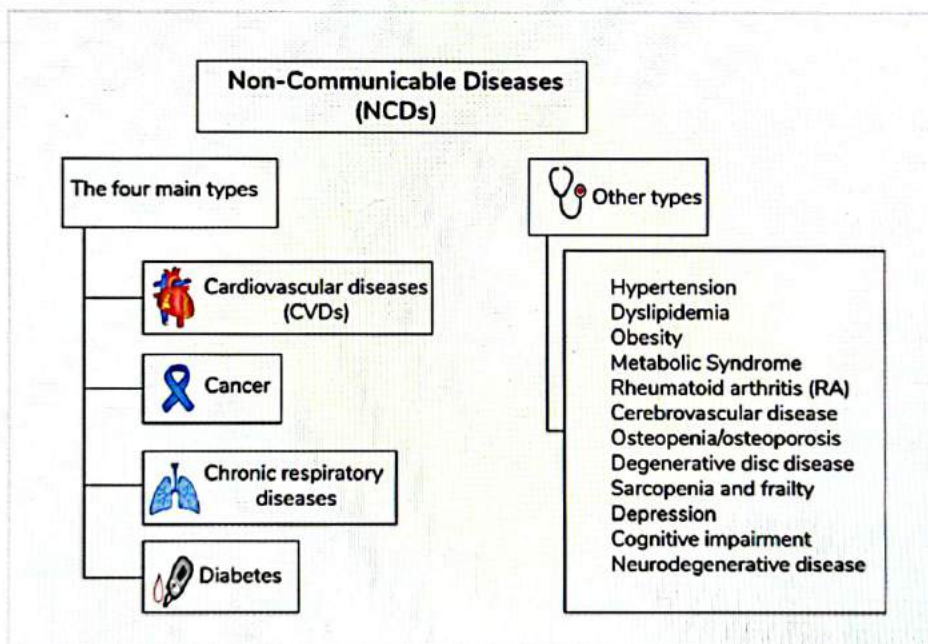 Non-Communicable Diseases
(NCDs)
The four main types
Cardiovascular diseases
(CVDs)
Cancer
Chronic respiratory
diseases
Diabetes
Other types
Hypertension
Dyslipidemia
Obesity
Metabolic Syndrome
Rheumatoid arthritis (RA)
Cerebrovascular disease
Osteopenia/osteoporosis
Degenerative disc disease
Sarcopenia and frailty
Depression
Cognitive impairment
Neurodegenerative disease